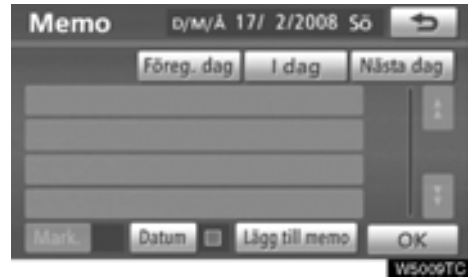 Memo D/M/Å 17/ 2/2008 Sö
Föreg. dag I dag Nästa dag
Mark. Datum Lägg till memo OK
W5009TC